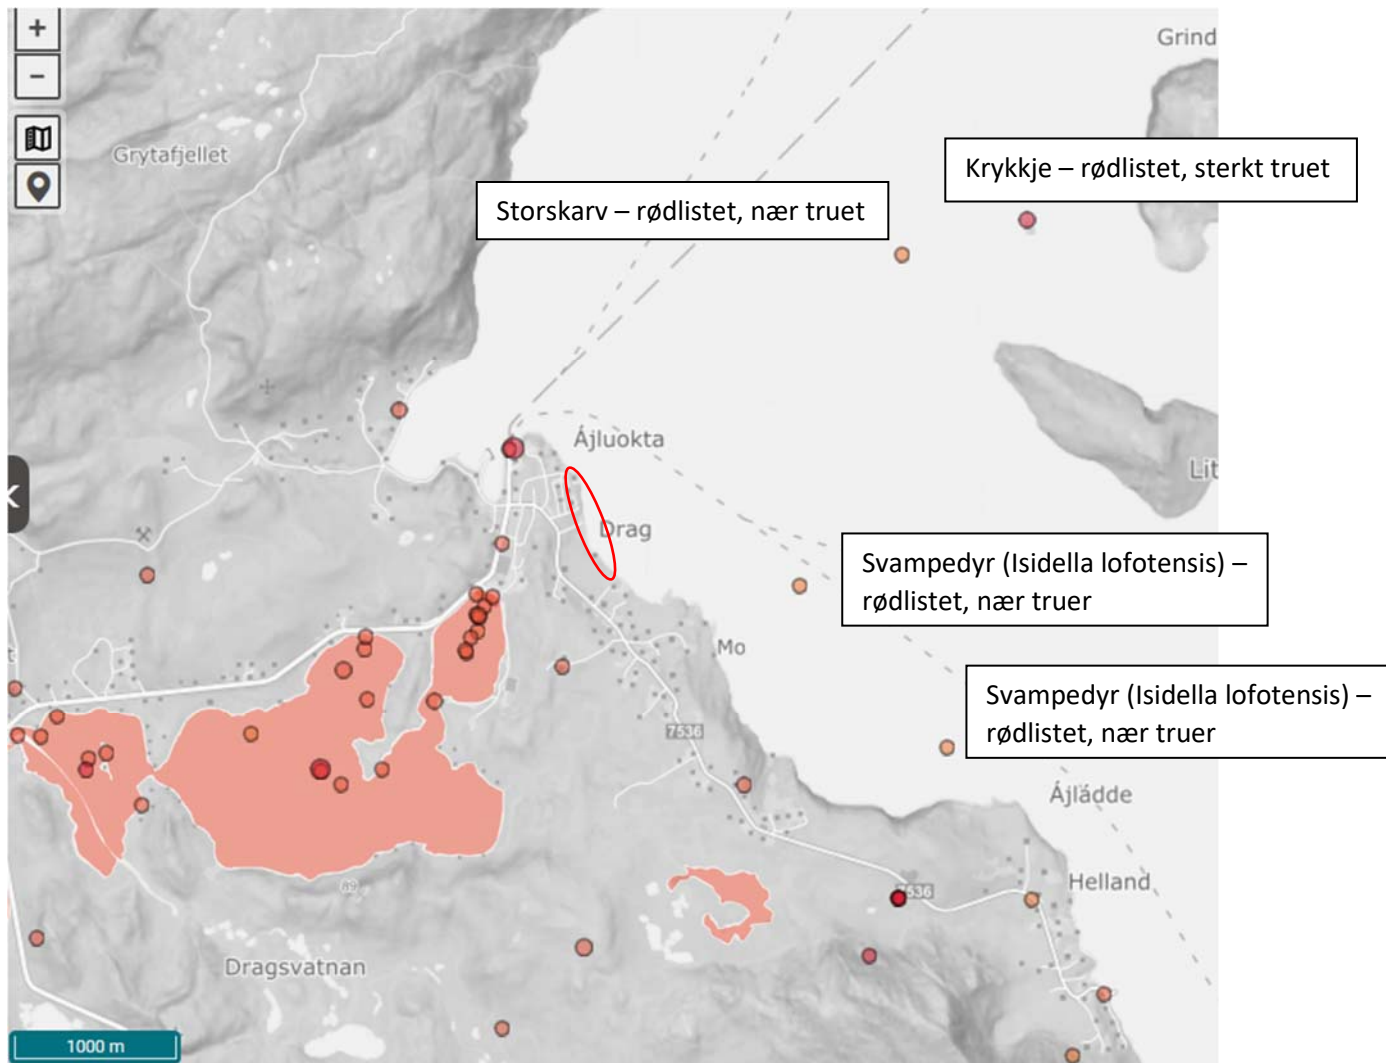 +
Grind
−
Grytafjellet
Krykkje – rødlistet, sterkt truet
Storskarv – rødlistet, nær truet
Ájluokta
Lit
Drag
Svampedyr (Isidella lofotensis) –
rødlistet, nær truer
Mo
t
Svampedyr (Isidella lofotensis) –
rødlistet, nær truer
7536
Ájládde
Helland
7536
89
Dragsvatnan
1000 m